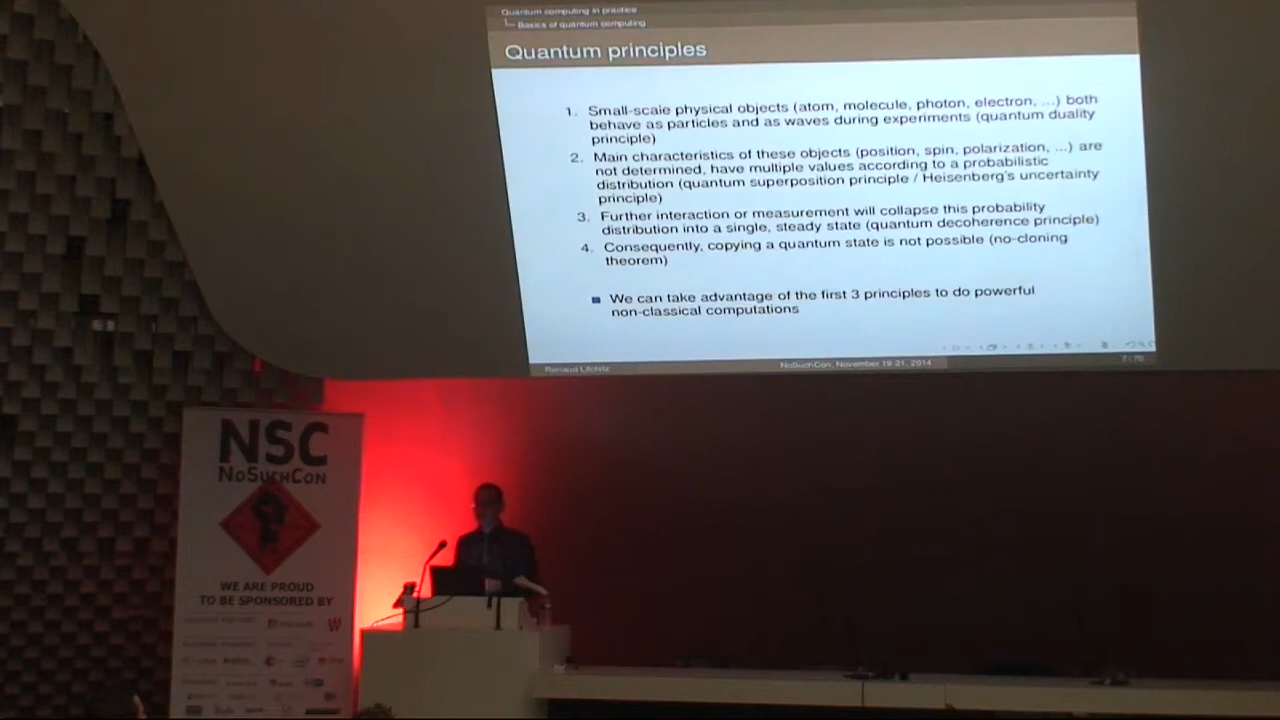 Quantum computing in practice
Basics of quantum computing
Quantum principles
1. Small-scale physical objects (atom, molecule, photon, electron, ...) both
behave as particles and as waves during experiments (quantum duality
principle)
2. Main characteristics of these objects (position, spin, polarization, ...) are
not determined, have multiple values according to a probabilistic
distribution (quantum superposition principle / Heisenberg's uncertainty
principle)
3. Further interaction or measurement will collapse this probability
distribution into a single, steady state (quantum decoherence principle)
4. Consequently, copying a quantum state is not possible (no-cloning
theorem)
We can take advantage of the first 3 principles to do powerful
non-classical computations
Renaud Lifchitz
NoSuchCon, November 19-21, 2014
7 / 70
NSC
NOSUCHCON
WE ARE PROUD
TO BE SPONSORED BY